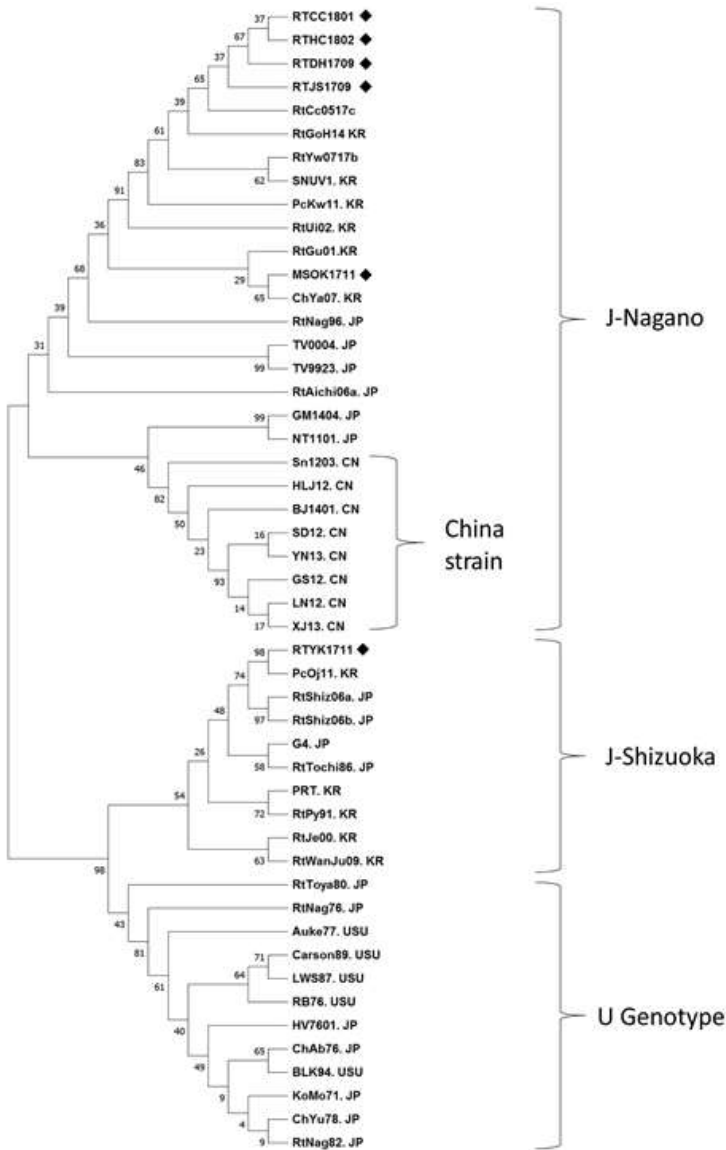 37 RTCC1801 ◆
67 RTHC1802 ◆
37 RTDH1709 ◆
65 RTJS1709 ◆
39 RtCc0517c
61 RtGoH14 KR
83 RtYw0717b
62 SNUV1. KR
91 PcKw11. KR
36 RtUi02. KR
68 RtGu01.KR
29 MSOK1711 ◆
65 ChYa07. KR
39 RtNag96. JP
31 TV0004. JP
99 TV9923. JP
RtAichi06a. JP
99 GM1404. JP
NT1101. JP
46 Sn1203. CN
82 HLJ12. CN
50 BJ1401. CN
16 SD12. CN
23 YN13. CN
93 GS12. CN
14 LN12. CN
17 XJ13. CN
J-Nagano
China
strain
98 RTYK1711 ◆
74 PcOj11. KR
48 RtShiz06a. JP
97 RtShiz06b. JP
26 G4. JP
58 RtTochi86. JP
54 PRT. KR
72 RtPy91. KR
RtJe00. KR
63 RtWanJu09. KR
J-Shizuoka
98 RtToya80. JP
43 RtNag76. JP
81 Auke77. USU
71 Carson89. USU
61 LWS87. USU
64 RB76. USU
40 HV7601. JP
65 ChAb76. JP
49 BLK94. USU
9 KoMo71. JP
4 ChYu78. JP
9 RtNag82. JP
U Genotype